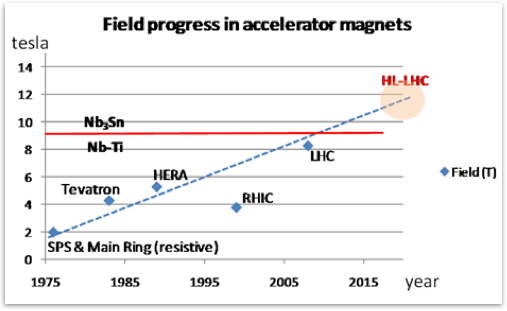 Field progress in accelerator magnets
tesla
14
HL-LHC
12
10
Nb₃Sn
Nb-Ti
8
LHC
HERA
6
Tevatron
Field (T)
RHIC
4
2
SPS & Main Ring (resistive)
0
1975 1985 1995 2005 2015 year